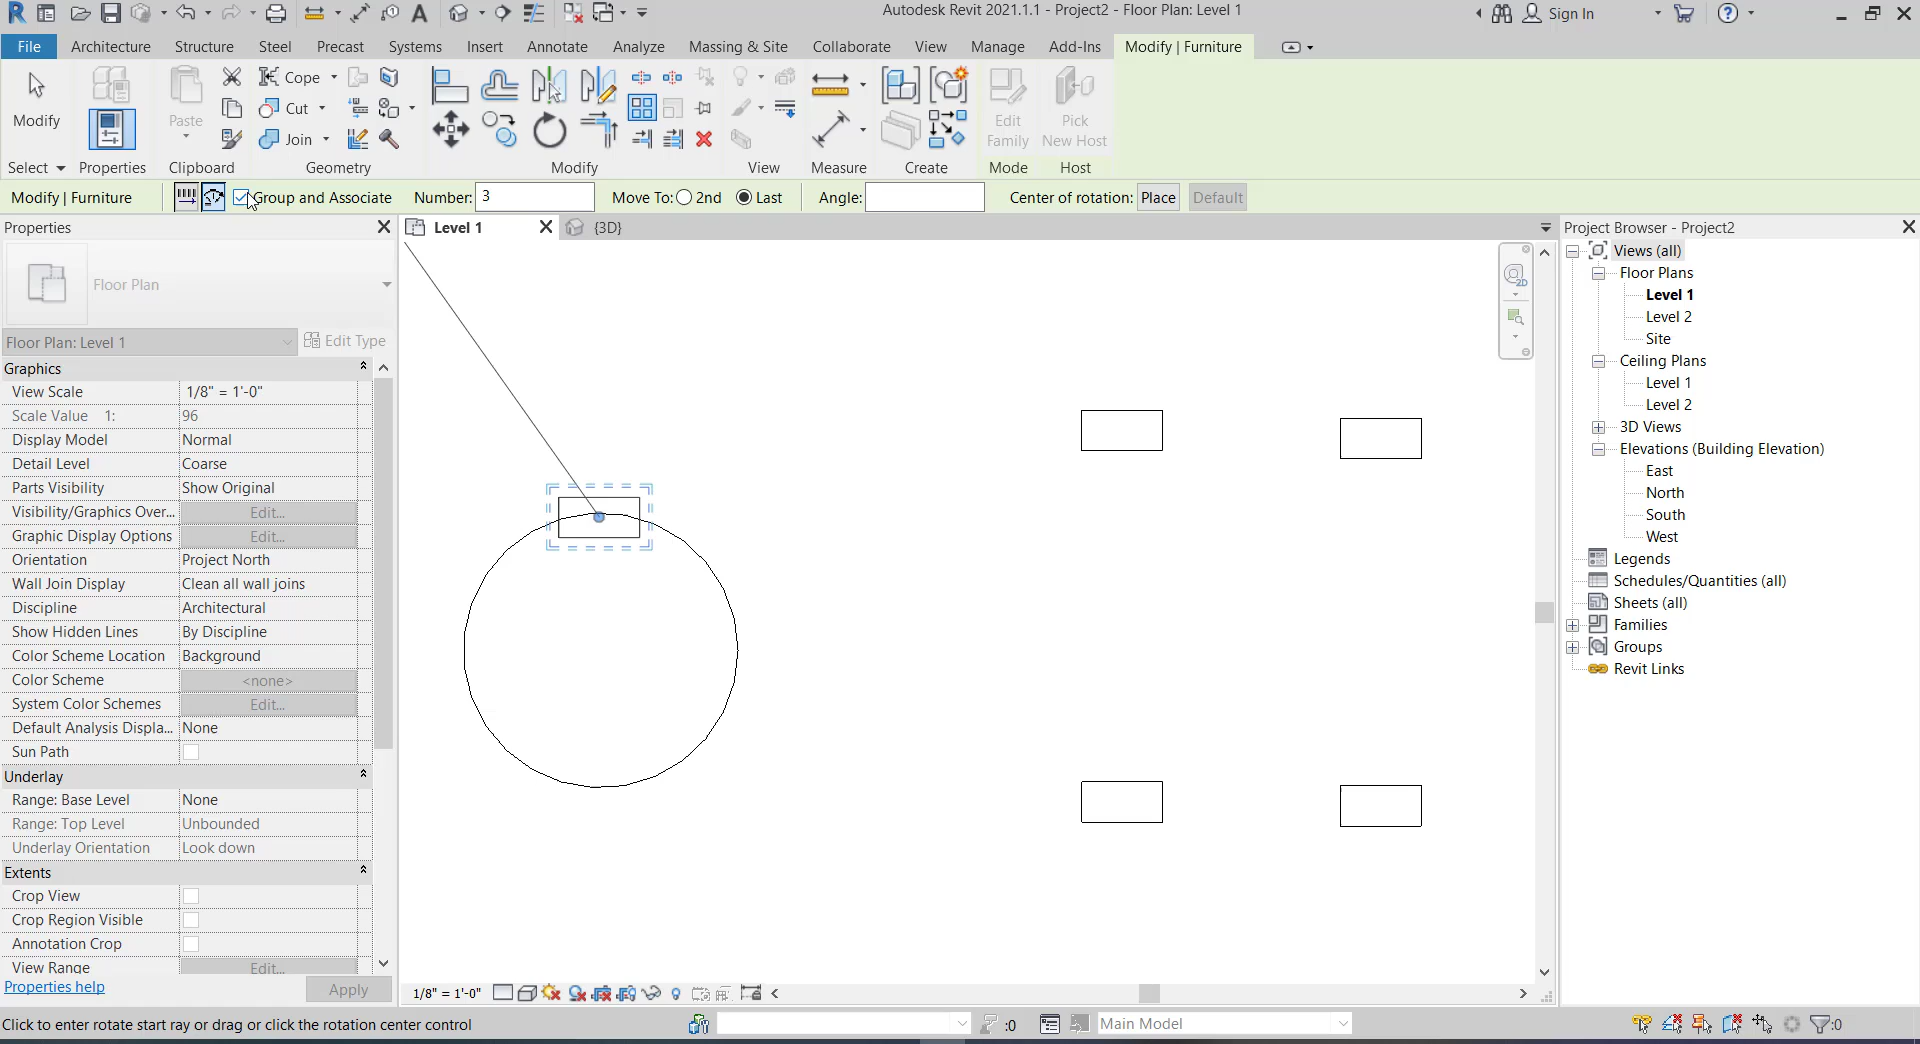 Autodesk Revit 2021.1.1 - Project2 - Floor Plan: Level 1
Sign In
File Architecture Structure Steel Precast Systems Insert Annotate Analyze Massing & Site Collaborate View Manage Add-Ins Modify | Furniture
Modify
Paste
Cope
Cut
Join
Edit Family
Pick New Host
Select Properties Clipboard Geometry Modify View Measure Create Mode Host
Modify | Furniture Group and Associate Number: 3 Move To: 2nd Last Angle: Center of rotation: Place Default
Properties
Level 1
{3D}
Project Browser - Project2
Floor Plan
Floor Plan: Level 1 Edit Type
Graphics
View Scale 1/8" = 1'-0"
Scale Value 1: 96
Display Model Normal
Detail Level Coarse
Parts Visibility Show Original
Visibility/Graphics Over... Edit...
Graphic Display Options Edit...
Orientation Project North
Wall Join Display Clean all wall joins
Discipline Architectural
Show Hidden Lines By Discipline
Color Scheme Location Background
Color Scheme <none>
System Color Schemes Edit...
Default Analysis Displa... None
Sun Path
Underlay
Range: Base Level None
Range: Top Level Unbounded
Underlay Orientation Look down
Extents
Crop View
Crop Region Visible
Annotation Crop
View Range Edit...
Properties help Apply
2D
Views (all)
Floor Plans
Level 1
Level 2
Site
Ceiling Plans
Level 1
Level 2
3D Views
Elevations (Building Elevation)
East
North
South
West
Legends
Schedules/Quantities (all)
Sheets (all)
Families
Groups
Revit Links
1/8" = 1'-0"
Click to enter rotate start ray or drag or click the rotation center control
:0
Main Model
:0